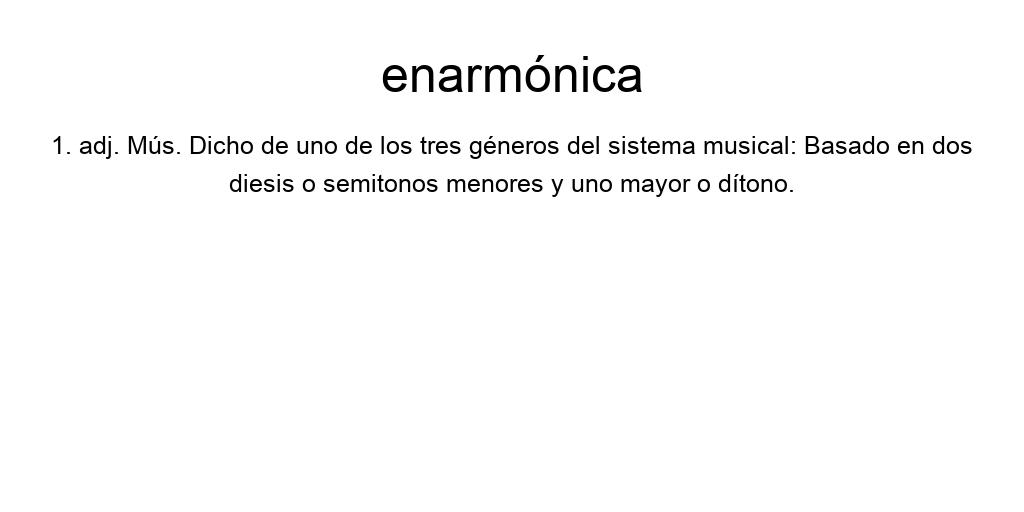 enarmónica
1. adj. Mús. Dicho de uno de los tres géneros del sistema musical: Basado en dos
diesis o semitonos menores y uno mayor o dítono.